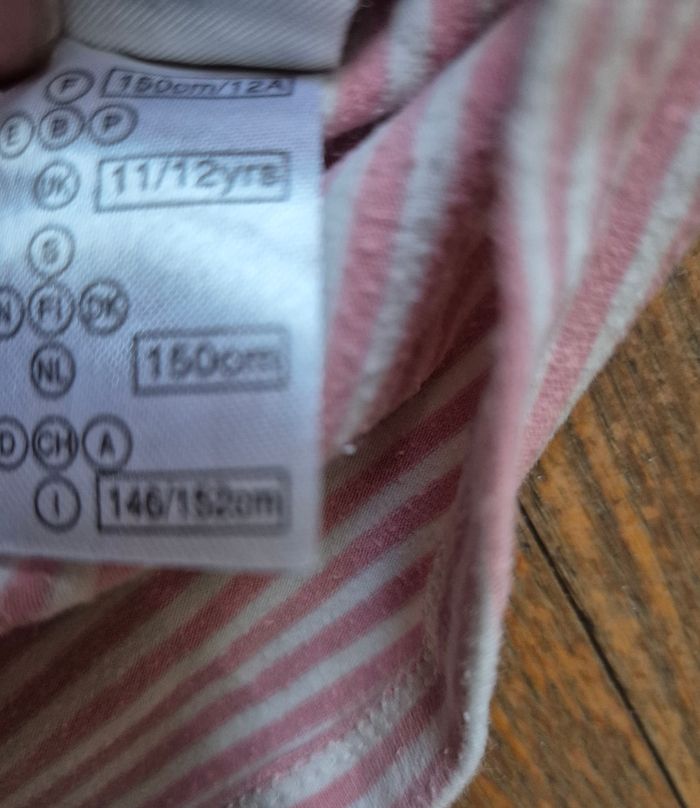 F 150cm/12A
E B P
UK 11/12yrs
S
N FI DK
NL 150cm
D CH A
I 146/152cm